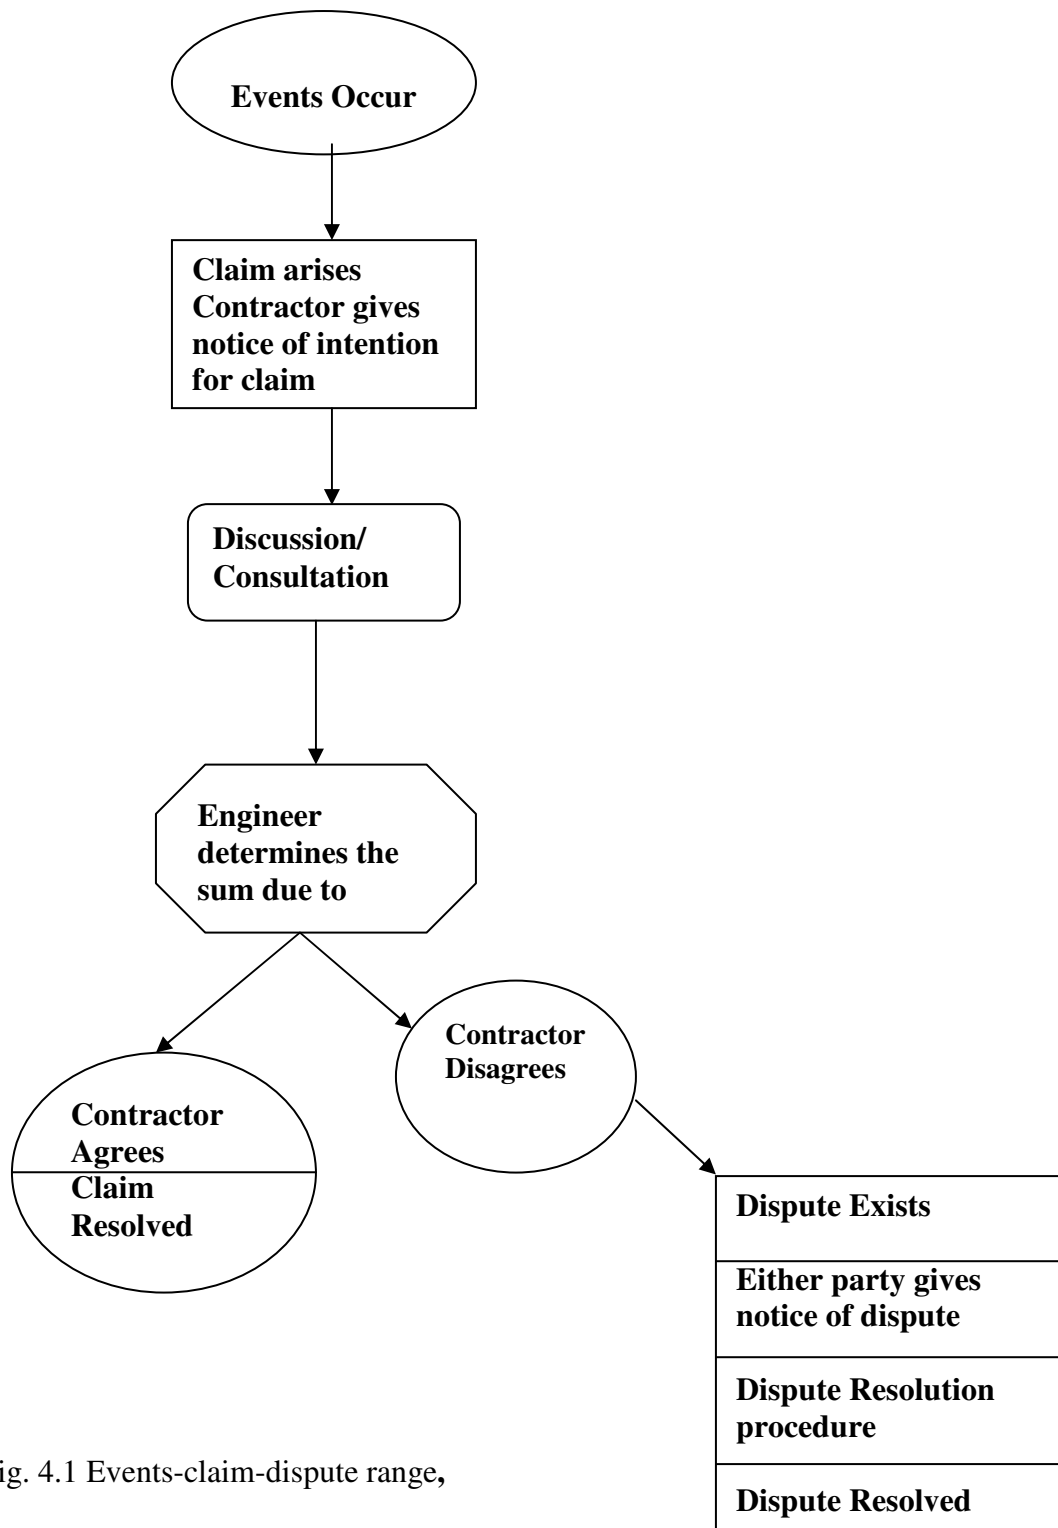 Events Occur
Claim arises
Contractor gives
notice of intention
for claim
Discussion/
Consultation
Engineer
determines the
sum due to
Contractor
Disagrees
Contractor
Agrees
Claim
Resolved
Dispute Exists
Either party gives
notice of dispute
Dispute Resolution
procedure
Dispute Resolved
ig. 4.1 Events-claim-dispute range,